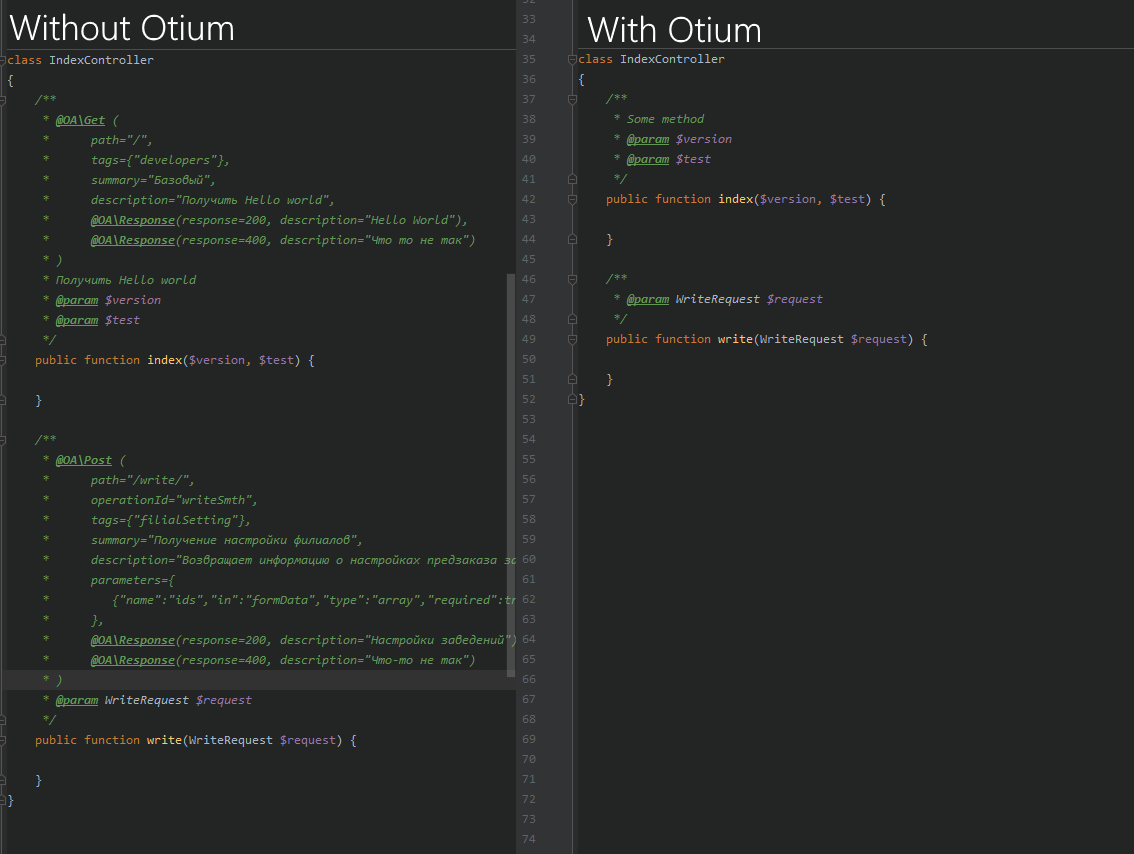 Without Otium
class IndexController
{
/**
* @OA\Get (
* path="/",
* tags={"developers"},
* summary="Базовый",
* description="Получить Hello world",
* @OA\Response(response=200, description="Hello World"),
* @OA\Response(response=400, description="Что то не так")
* )
* Получить Hello world
* @param $version
* @param $test
*/
public function index($version, $test) {
}
/**
* @OA\Post (
* path="/write/",
* operationId="writeSmth",
* tags={"filialSetting"},
* summary="Получение настройки филиалов",
* description="Возвращает информацию о настройках предзаказа за
* parameters={
* {"name":"ids","in":"formData","type":"array","required":tr
* },
* @OA\Response(response=200, description="Настройки заведений")
* @OA\Response(response=400, description="Что-то не так")
* )
* @param WriteRequest $request
*/
public function write(WriteRequest $request) {
}
}
32
33
34
35
36
37
38
39
40
41
42
43
44
45
46
47
48
49
50
51
52
53
54
55
56
57
58
59
60
61
62
63
64
65
66
67
68
69
70
71
72
73
74
With Otium
class IndexController
{
/**
* Some method
* @param $version
* @param $test
*/
public function index($version, $test) {
}
/**
* @param WriteRequest $request
*/
public function write(WriteRequest $request) {
}
}